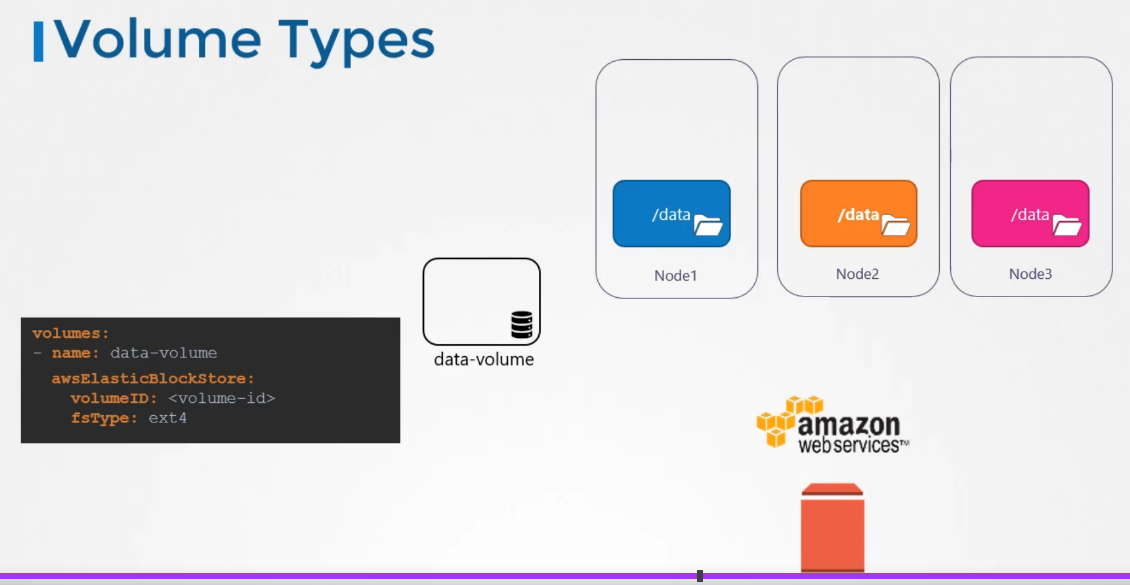 Volume Types
/data
/data
/data
Node1
Node2
Node3
data-volume
volumes:
- name: data-volume
awsElasticBlockStore:
volumeID: <volume-id>
fsType: ext4
amazon
web services™